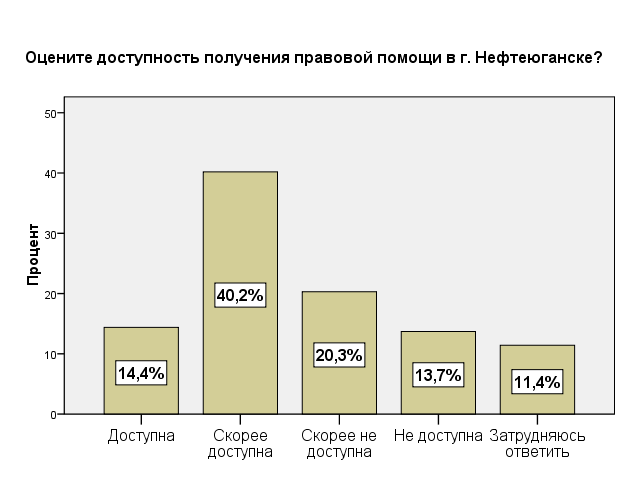 Оцените доступность получения правовой помощи в г. Нефтеюганске?
Процент
50
40
30
20
10
0
14,4%
40,2%
20,3%
13,7%
11,4%
Доступна
Скорее
доступна
Скорее не
доступна
Не доступна
Затрудняюсь
ответить